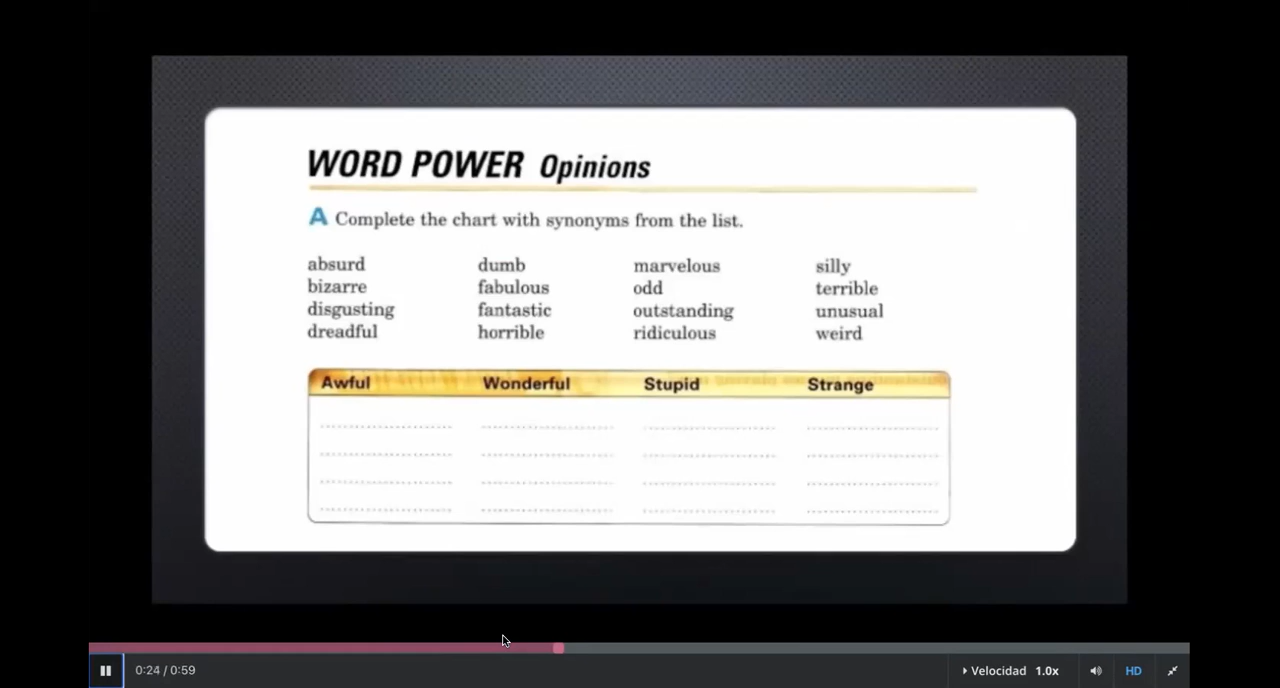 WORD POWER Opinions
A Complete the chart with synonyms from the list.
absurd dumb marvelous silly
bizarre fabulous odd terrible
disgusting fantastic outstanding unusual
dreadful horrible ridiculous weird
Awful Wonderful Stupid Strange
0:24 / 0:59 Velocidad 1.0x HD